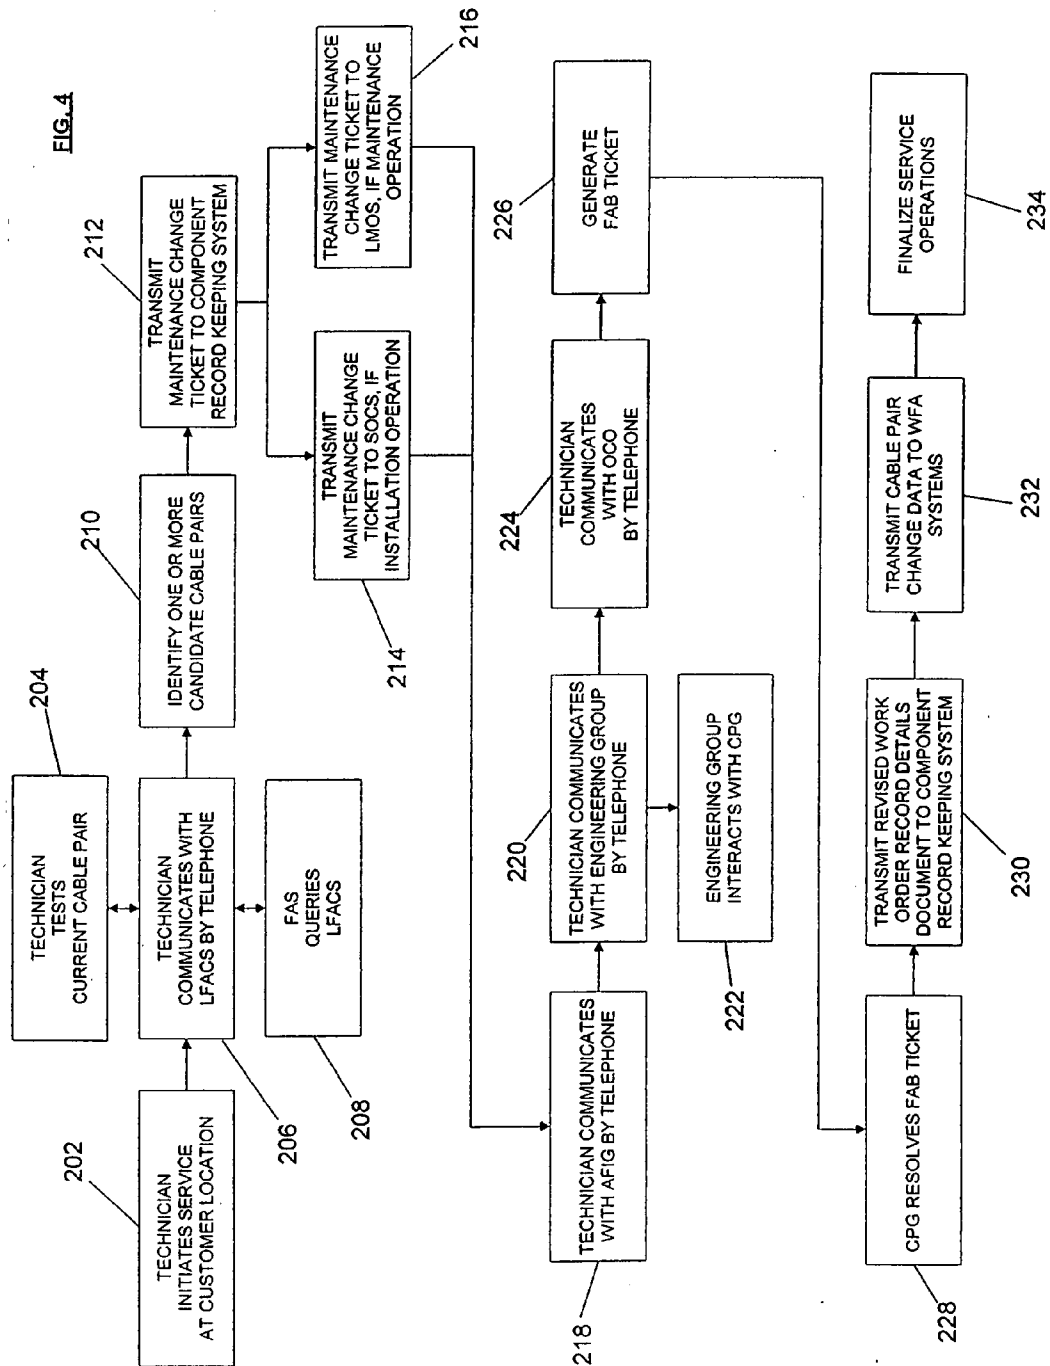 FIG. 4
202
TECHNICIAN
INITIATES SERVICE
AT CUSTOMER LOCATION
204
TECHNICIAN
TESTS
CURRENT CABLE PAIR
TECHNICIAN
COMMUNICATES WITH
LFACS BY TELEPHONE
206
FAS
QUERIES
LFACS
208
210
IDENTIFY ONE OR MORE
CANDIDATE CABLE PAIRS
212
TRANSMIT
MAINTENANCE CHANGE
TICKET TO COMPONENT
RECORD KEEPING SYSTEM
TRANSMIT
MAINTENANCE CHANGE
TICKET TO SOCS, IF
INSTALLATION OPERATION
214
TRANSMIT MAINTENANCE
CHANGE TICKET TO
LMOS, IF MAINTENANCE
OPERATION
216
TECHNICIAN COMMUNICATES
WITH AFIG BY TELEPHONE
218
220
TECHNICIAN COMMUNICATES
WITH ENGINEERING GROUP
BY TELEPHONE
ENGINEERING GROUP
INTERACTS WITH CPG
222
224
TECHNICIAN
COMMUNICATES
WITH OCO
BY TELEPHONE
226
GENERATE
FAB TICKET
CPG RESOLVES FAB TICKET
228
TRANSMIT REVISED WORK
ORDER RECORD DETAILS
DOCUMENT TO COMPONENT
RECORD KEEPING SYSTEM
230
TRANSMIT CABLE PAIR
CHANGE DATA TO WFA
SYSTEMS
232
FINALIZE SERVICE
OPERATIONS
234